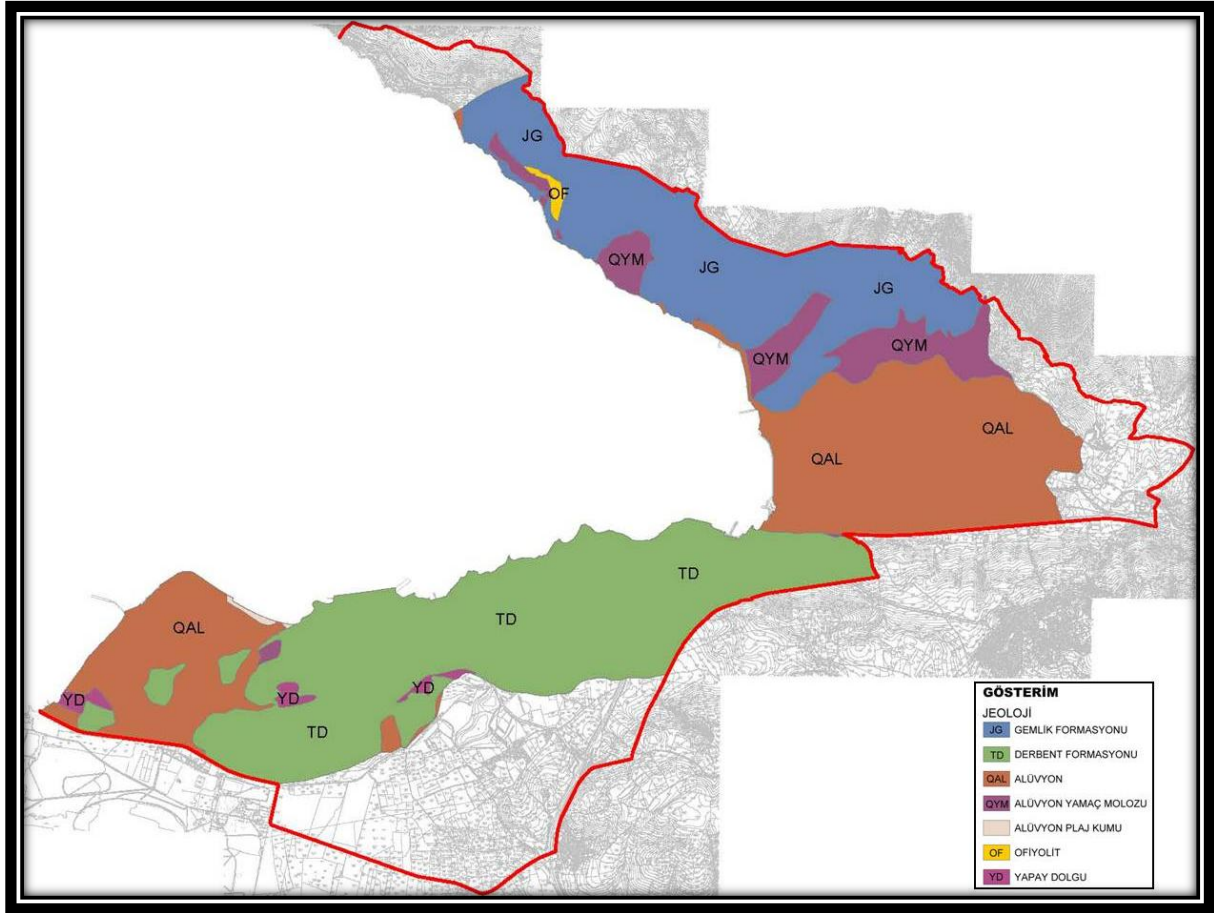 JG
OF
QYM
JG
JG
QYM
QYM
QAL
QAL
TD
TD
QAL
YD
YD
YD
TD
GÖSTERİM
JEOLOJİ
JG GEMLİK FORMASYONU
TD DERBENT FORMASYONU
QAL ALÜVYON
QYM ALÜVYON YAMAÇ MOLOZU
ALÜVYON PLAJ KUMU
OF OFİYOLİT
YD YAPAY DOLGU